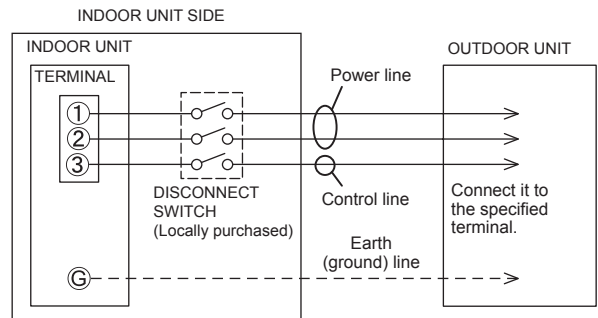 INDOOR UNIT SIDE
INDOOR UNIT
OUTDOOR UNIT
TERMINAL
Power line
1
2
3
DISCONNECT
SWITCH
(Locally purchased)
Control line
Connect it to
the specified
terminal.
Earth
(ground) line
G